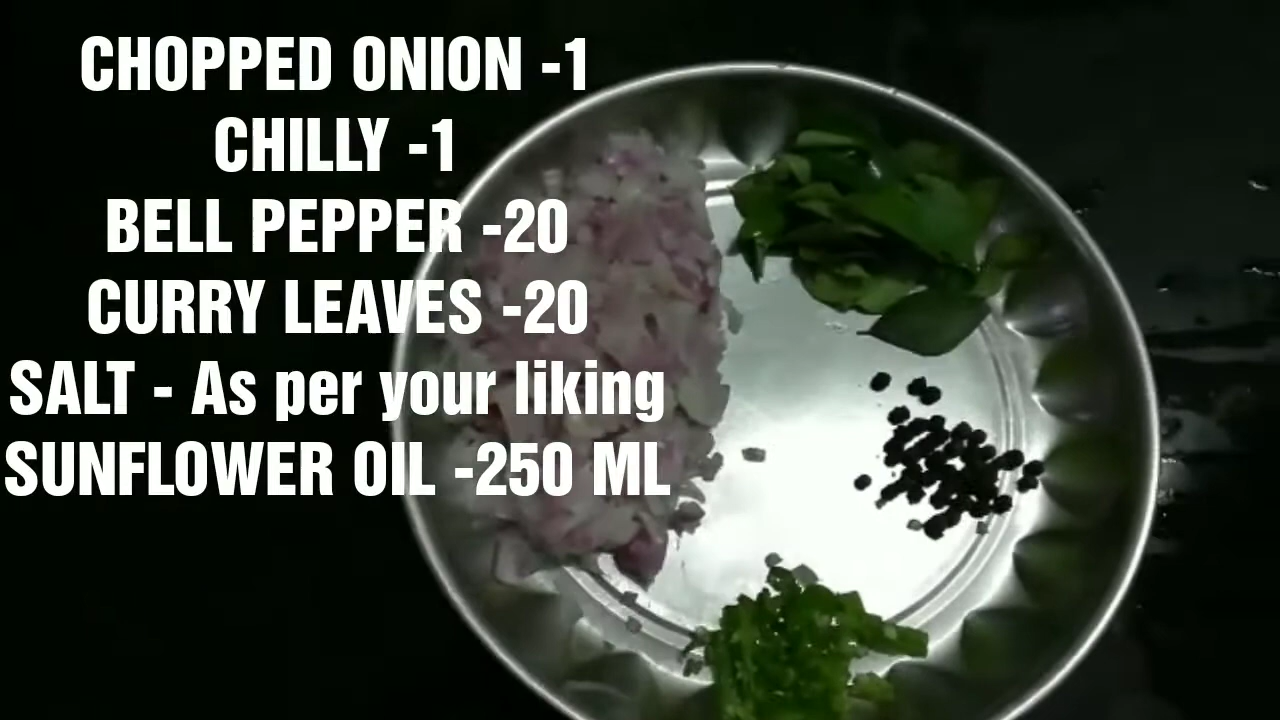 CHOPPED ONION -1
CHILLY -1
BELL PEPPER -20
CURRY LEAVES -20
SALT - As per your liking
SUNFLOWER OIL -250 ML